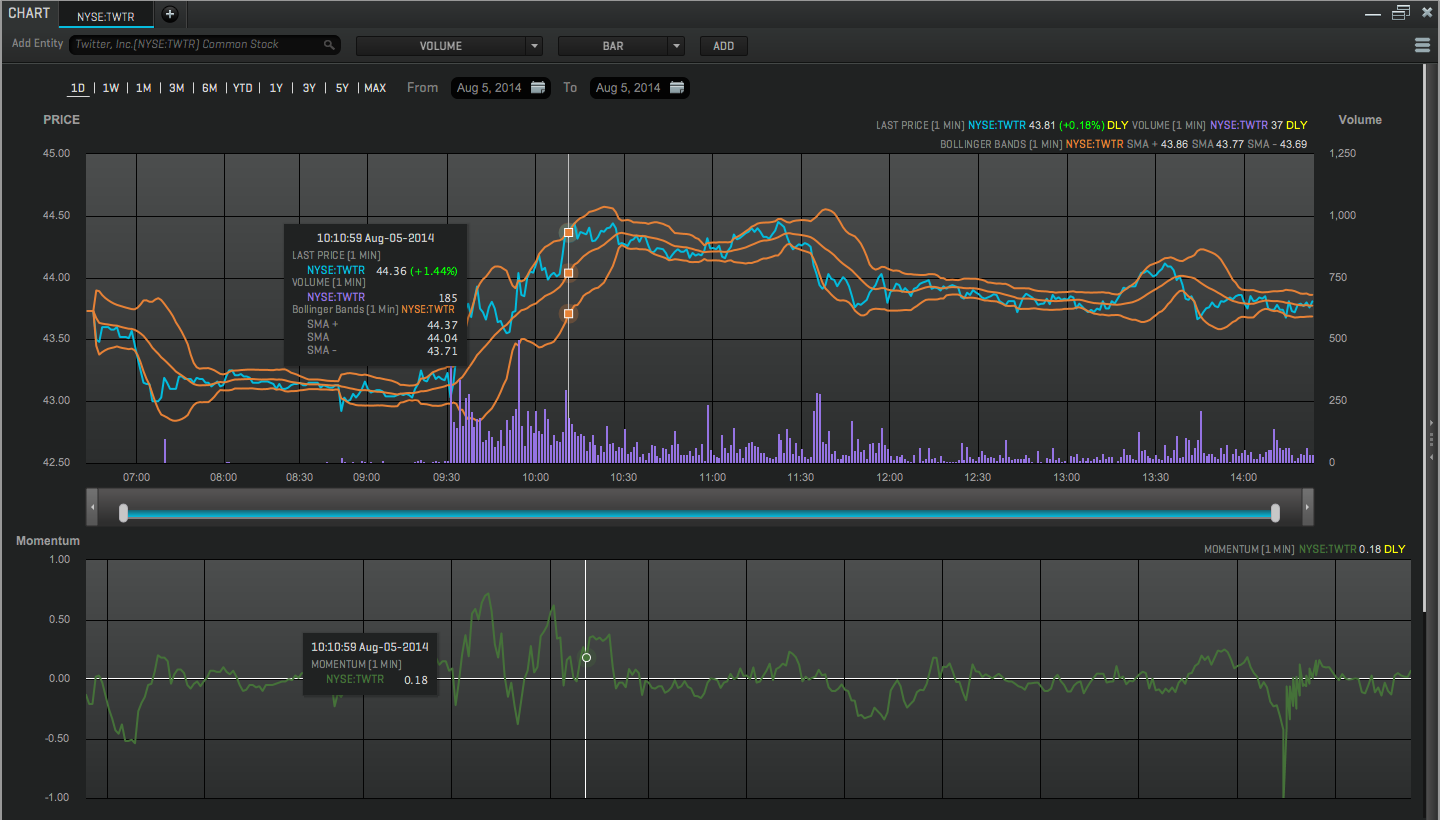 CHART NYSE:TWTR
Add Entity Twitter, Inc.(NYSE:TWTR) Common Stock VOLUME BAR ADD
1D | 1W | 1M | 3M | 6M | YTD | 1Y | 3Y | 5Y | MAX From Aug 5, 2014 To Aug 5, 2014
PRICE Volume
LAST PRICE [1 MIN] NYSE:TWTR 43.81 (+0.18%) DLY VOLUME [1 MIN] NYSE:TWTR 37 DLY
BOLLINGER BANDS [1 MIN] NYSE:TWTR SMA + 43.86 SMA 43.77 SMA - 43.69
45.00 1,250
44.50 1,000
44.00 750
43.50 500
43.00 250
42.50 0
10:10:59 Aug-05-2014
LAST PRICE [1 MIN]
NYSE:TWTR 44.36 (+1.44%)
VOLUME [1 MIN]
NYSE:TWTR 185
Bollinger Bands [1 Min] NYSE:TWTR
SMA + 44.37
SMA 44.04
SMA - 43.71
07:00 08:00 08:30 09:00 09:30 10:00 10:30 11:00 11:30 12:00 12:30 13:00 13:30 14:00
Momentum
MOMENTUM [1 MIN] NYSE:TWTR 0.18 DLY
1.00
0.50
0.00
-0.50
-1.00
10:10:59 Aug-05-2014
MOMENTUM [1 MIN]
NYSE:TWTR 0.18